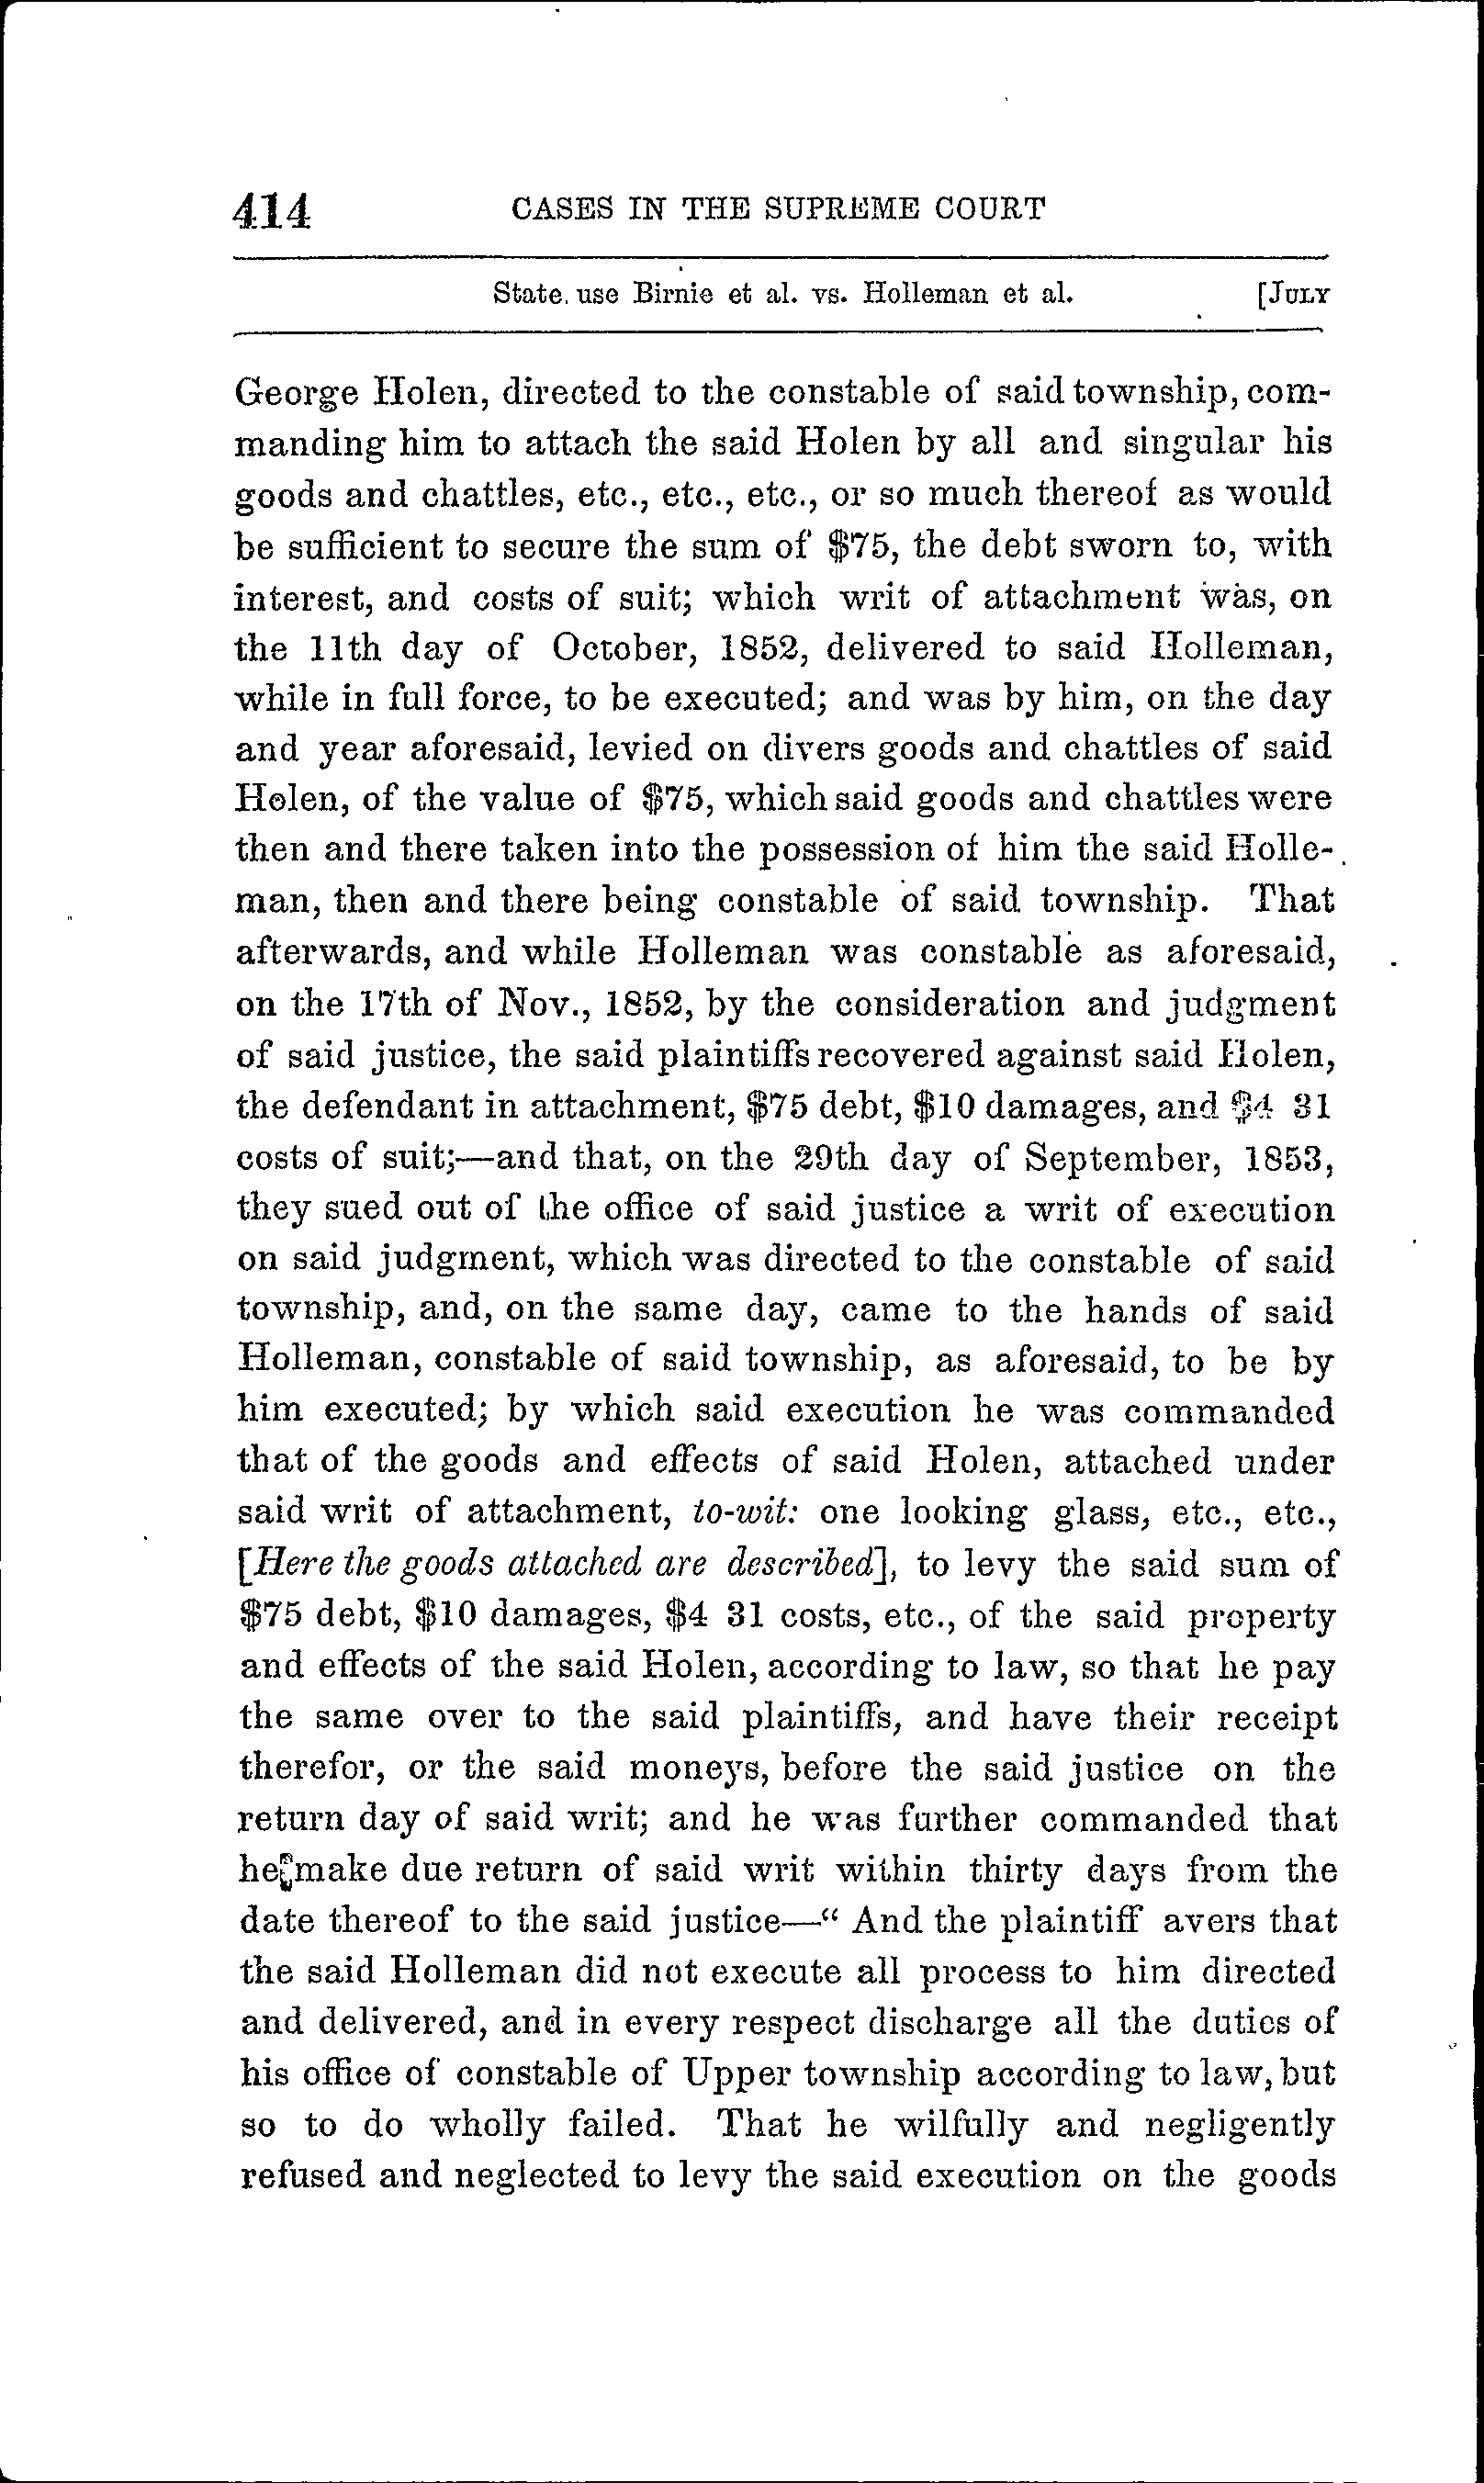 414 CASES IN THE SUPREME COURT
State, use Birnie et al. vs. Holleman et al. [JULY
George Holen, directed to the constable of said township, com-
manding him to attach the said Holen by all and singular his
goods and chattles, etc., etc., etc., or so much thereof as would
be sufficient to secure the sum of $75, the debt sworn to, with
interest, and costs of suit; which writ of attachment was, on
the 11th day of October, 1852, delivered to said Holleman,
while in full force, to be executed; and was by him, on the day
and year aforesaid, levied on divers goods and chattles of said
Holen, of the value of $75, which said goods and chattles were
then and there taken into the possession of him the said Holle-
man, then and there being constable of said township. That
afterwards, and while Holleman was constable as aforesaid,
on the 17th of Nov., 1852, by the consideration and judgment
of said justice, the said plaintiffs recovered against said Holen,
the defendant in attachment, $75 debt, $10 damages, and $4 31
costs of suit;—and that, on the 29th day of September, 1853,
they sued out of the office of said justice a writ of execution
on said judgment, which was directed to the constable of said
township, and, on the same day, came to the hands of said
Holleman, constable of said township, as aforesaid, to be by
him executed; by which said execution he was commanded
that of the goods and effects of said Holen, attached under
said writ of attachment, to-wit: one looking glass, etc., etc.,
[Here the goods attached are described], to levy the said sum of
$75 debt, $10 damages, $4 31 costs, etc., of the said property
and effects of the said Holen, according to law, so that he pay
the same over to the said plaintiffs, and have their receipt
therefor, or the said moneys, before the said justice on the
return day of said writ; and he was further commanded that
he make due return of said writ within thirty days from the
date thereof to the said justice—“ And the plaintiff avers that
the said Holleman did not execute all process to him directed
and delivered, and in every respect discharge all the duties of
his office of constable of Upper township according to law, but
so to do wholly failed. That he wilfully and negligently
refused and neglected to levy the said execution on the goods